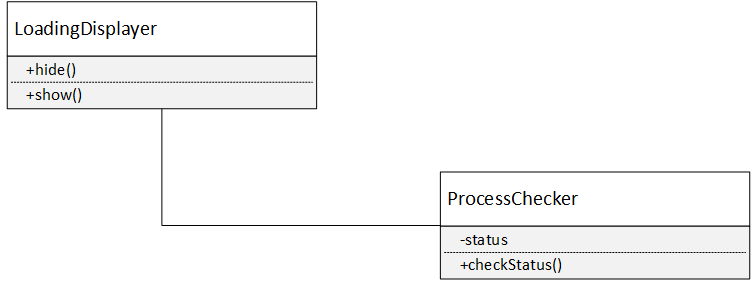 LoadingDisplayer
+hide()
+show()
ProcessChecker
-status
+checkStatus()